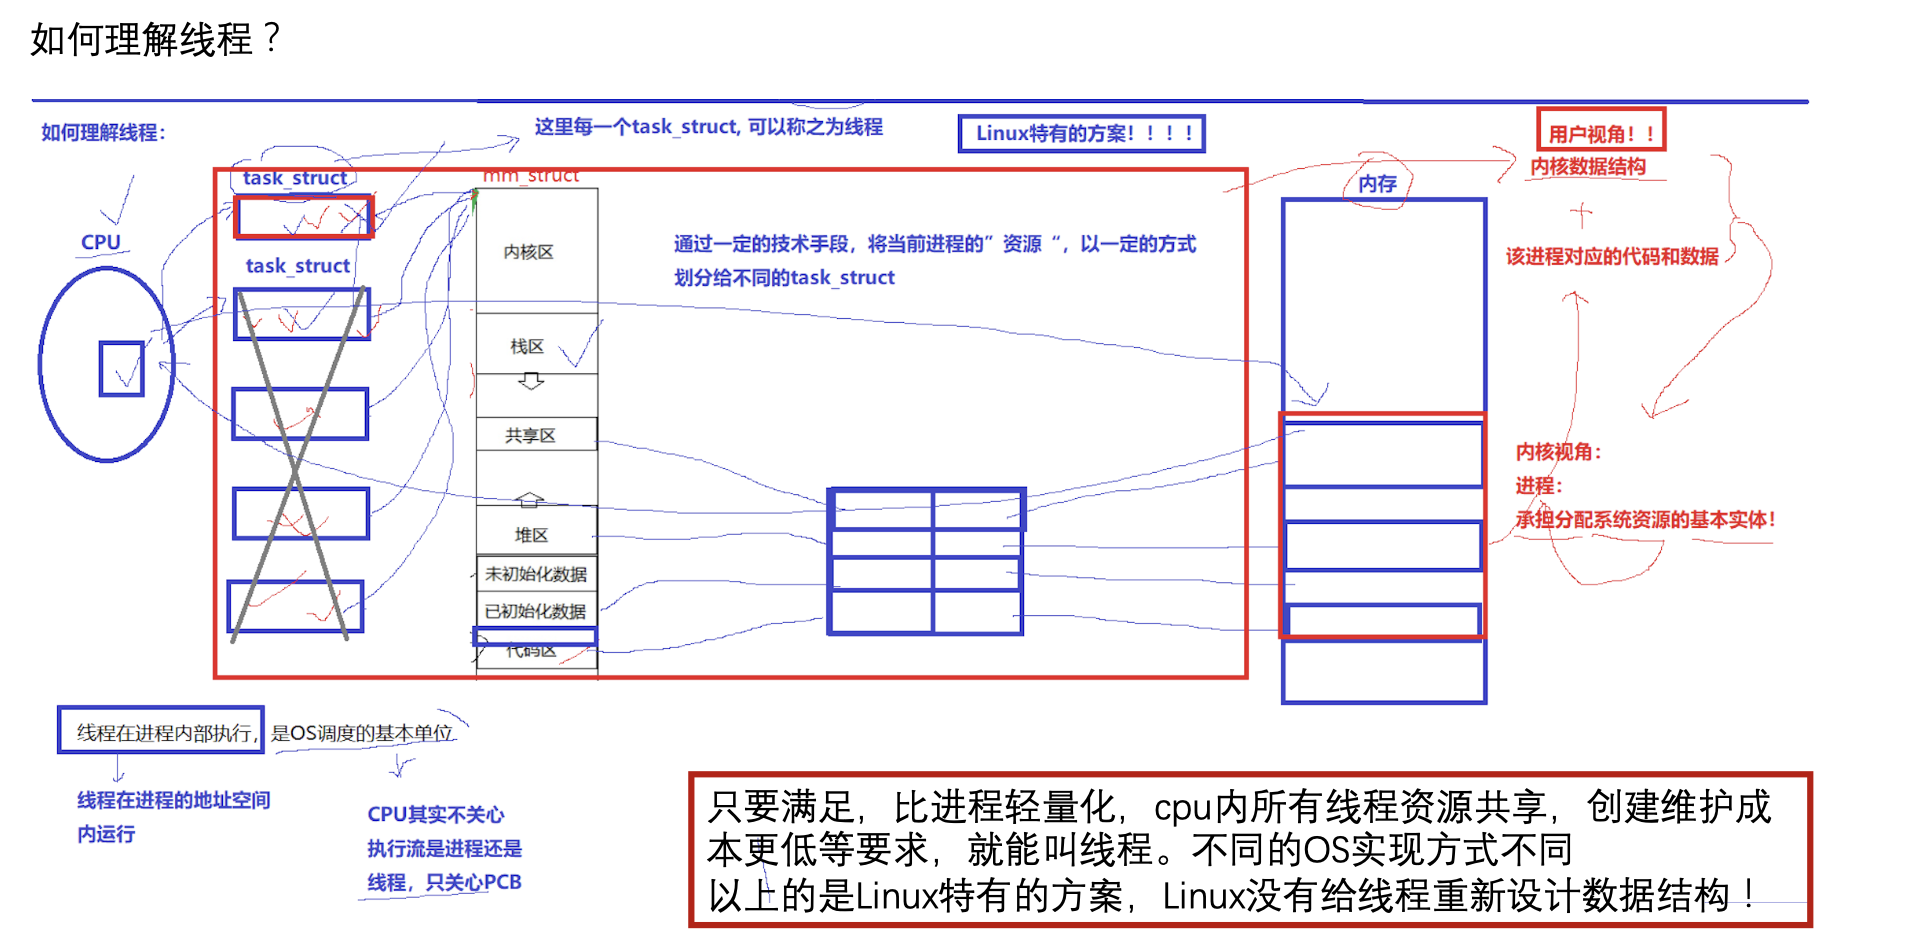 如何理解线程？
如何理解线程：
这里每一个task_struct, 可以称之为线程
Linux特有的方案！！！！
用户视角！！
内核数据结构
+
该进程对应的代码和数据
task_struct
mm_struct
内存
CPU
task_struct
内核区
通过一定的技术手段，将当前进程的”资源“，以一定的方式
划分给不同的task_struct
栈区
共享区
堆区
未初始化数据
已初始化数据
代码区
内核视角：
进程：
承担分配系统资源的基本实体！
线程在进程内部执行，是OS调度的基本单位
线程在进程的地址空间
内运行
CPU其实不关心
执行流是进程还是
线程，只关心PCB
只要满足，比进程轻量化，cpu内所有线程资源共享，创建维护成
本更低等要求，就能叫线程。不同的OS实现方式不同
以上的是Linux特有的方案，Linux没有给线程重新设计数据结构！